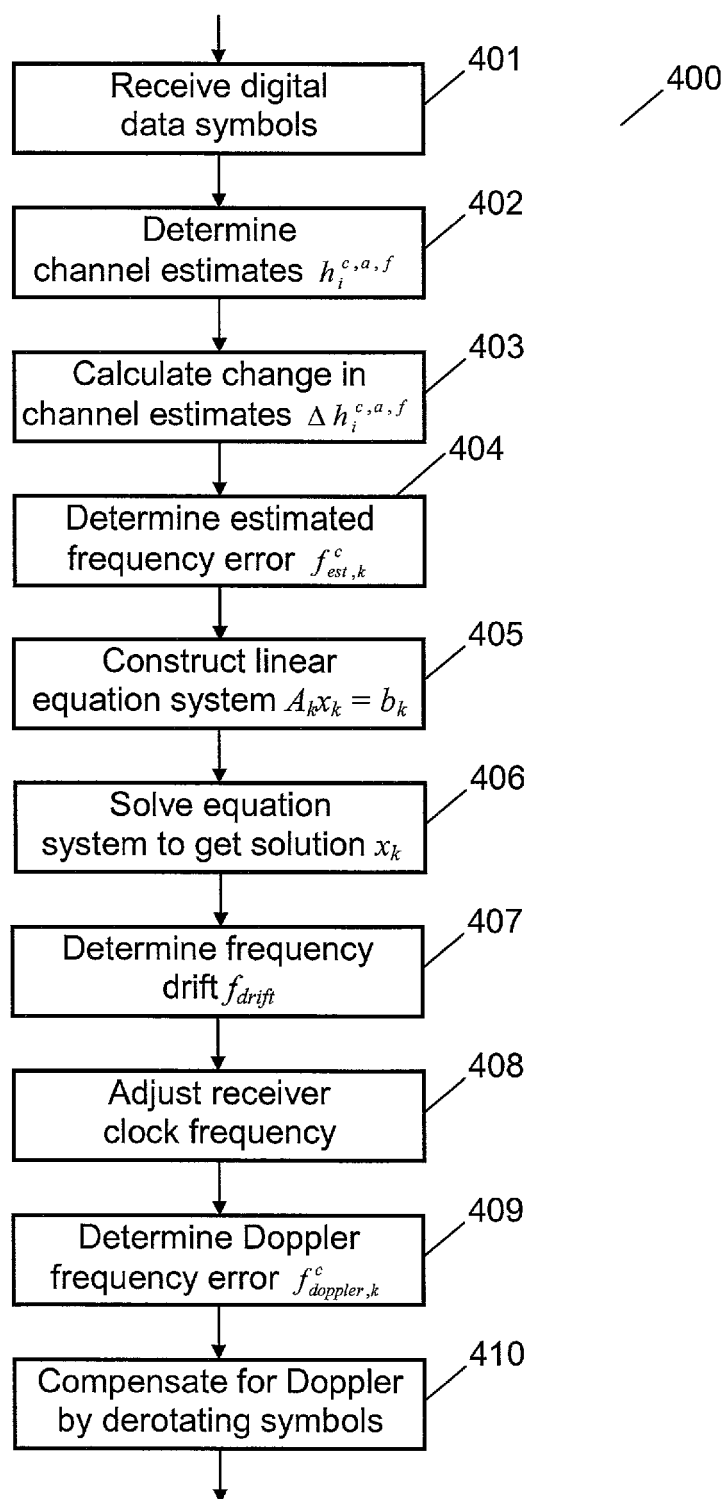 401
400
Receive digital
data symbols
402
Determine
channel estimates h_i^{c,a,f}
403
Calculate change in
channel estimates Δ h_i^{c,a,f}
404
Determine estimated
frequency error f_{est,k}^c
405
Construct linear
equation system A_k x_k = b_k
406
Solve equation
system to get solution x_k
407
Determine frequency
drift f_{drift}
408
Adjust receiver
clock frequency
409
Determine Doppler
frequency error f_{doppler,k}^c
410
Compensate for Doppler
by derotating symbols